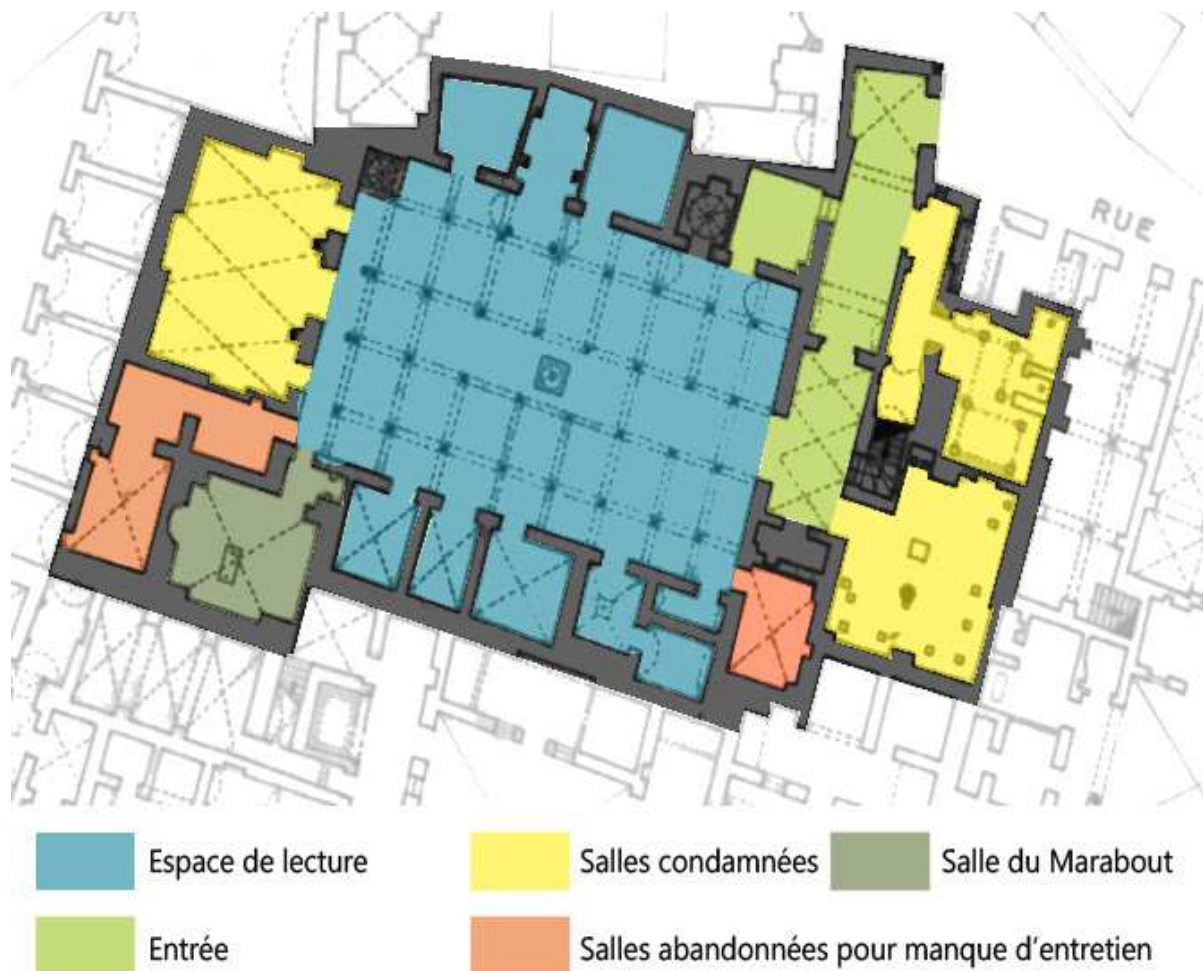 RUE
Espace de lecture
Salles condamnées
Salle du Marabout
Entrée
Salles abandonnées pour manque d'entretien